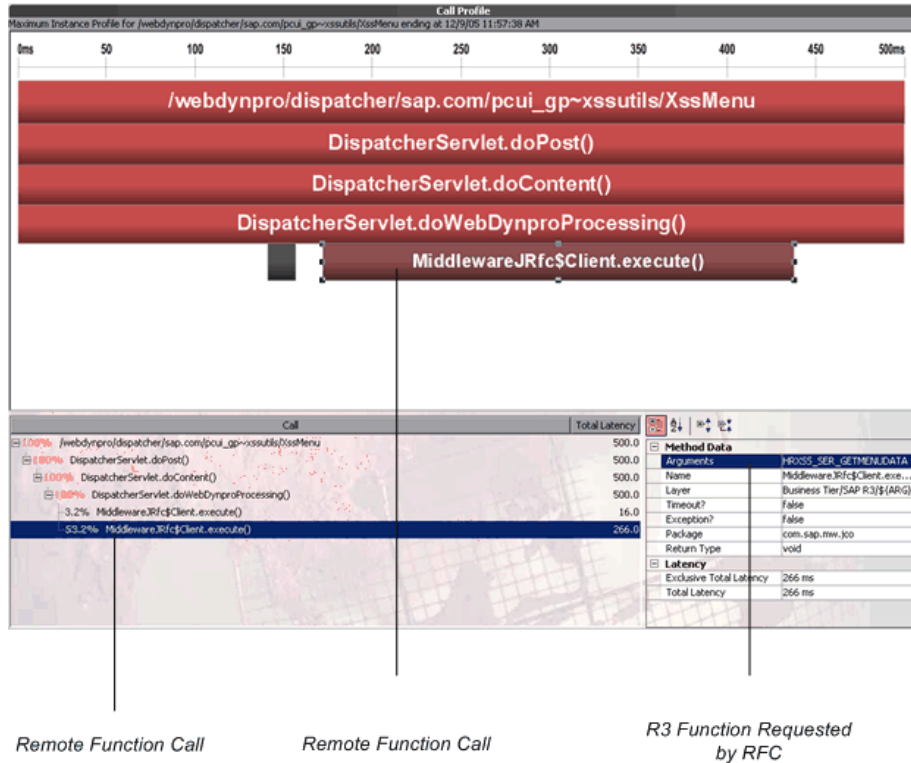 Call Profile
Maximum Instance Profile for /webdynpro/dispatcher/sap.com/pcui_gp~xssutils/XssMenu ending at 12/9/05 11:57:38 AM
0ms 50 100 150 200 250 300 350 400 450 500ms
/webdynpro/dispatcher/sap.com/pcui_gp~xssutils/XssMenu
DispatcherServlet.doPost()
DispatcherServlet.doContent()
DispatcherServlet.doWebDynproProcessing()
MiddlewareJRfc$Client.execute()
Call Total Latency
100% /webdynpro/dispatcher/sap.com/pcui_gp~xssutils/XssMenu 500.0
100% DispatcherServlet.doPost() 500.0
100% DispatcherServlet.doContent() 500.0
100% DispatcherServlet.doWebDynproProcessing() 500.0
3.2% MiddlewareJRfc$Client.execute() 16.0
53.2% MiddlewareJRfc$Client.execute() 266.0
Method Data
Arguments HRXSS_SER_GETMENUDATA
Name MiddlewareJRfc$Client.exe...
Layer Business Tier/SAP R3/${ARG}
Timeout? false
Exception? false
Package com.sap.mw.jco
Return Type void
Latency
Exclusive Total Latency 266 ms
Total Latency 266 ms
Remote Function Call
Remote Function Call
R3 Function Requested
by RFC